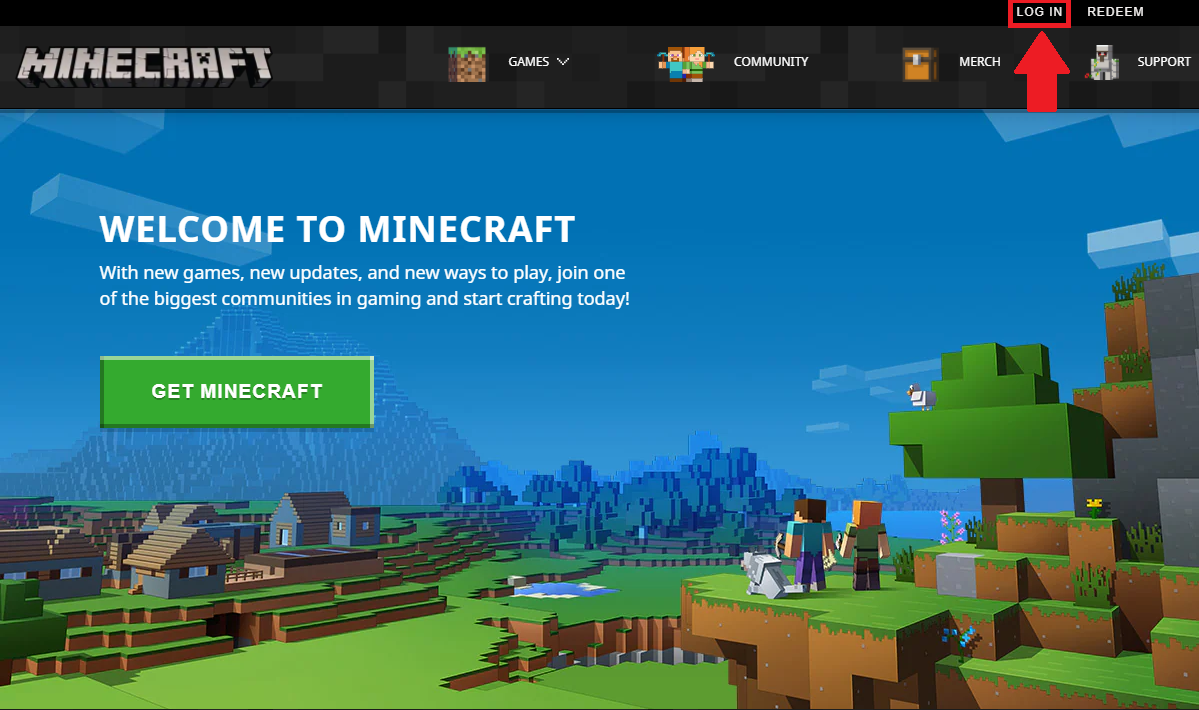 LOG IN REDEEM
MINECRAFT
GAMES COMMUNITY MERCH SUPPORT
WELCOME TO MINECRAFT
With new games, new updates, and new ways to play, join one
of the biggest communities in gaming and start crafting today!
GET MINECRAFT